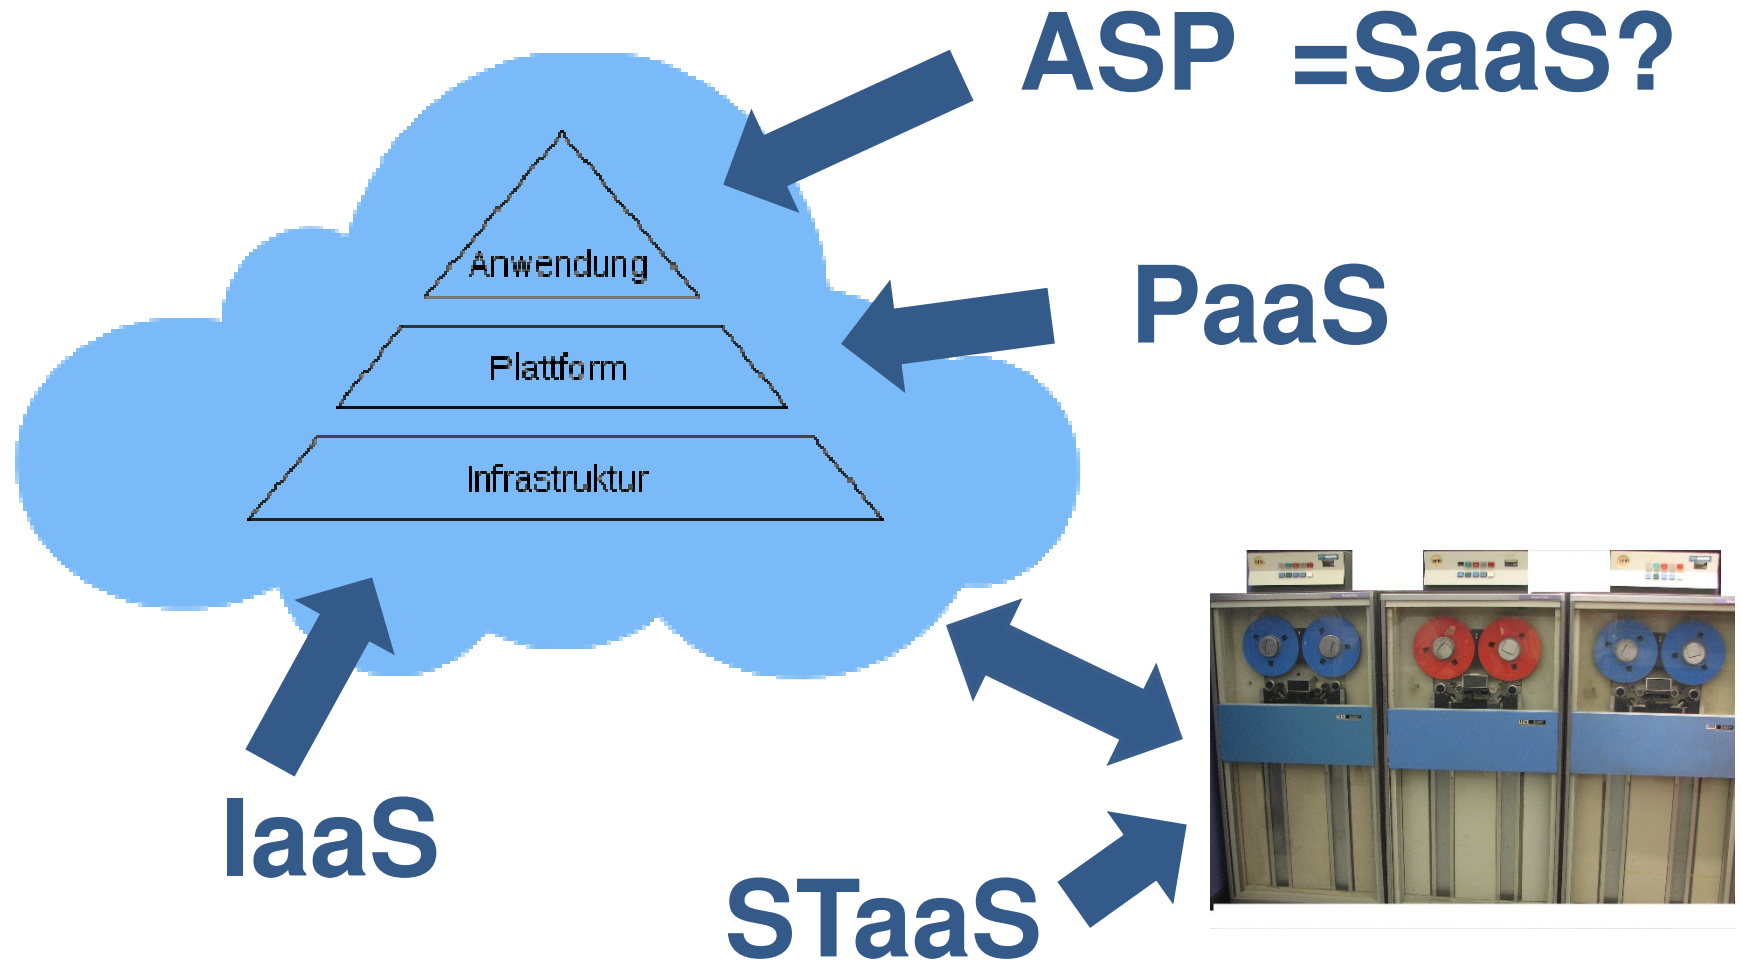 ASP =SaaS?
Anwendung
PaaS
Plattform
Infrastruktur
IaaS
STaaS